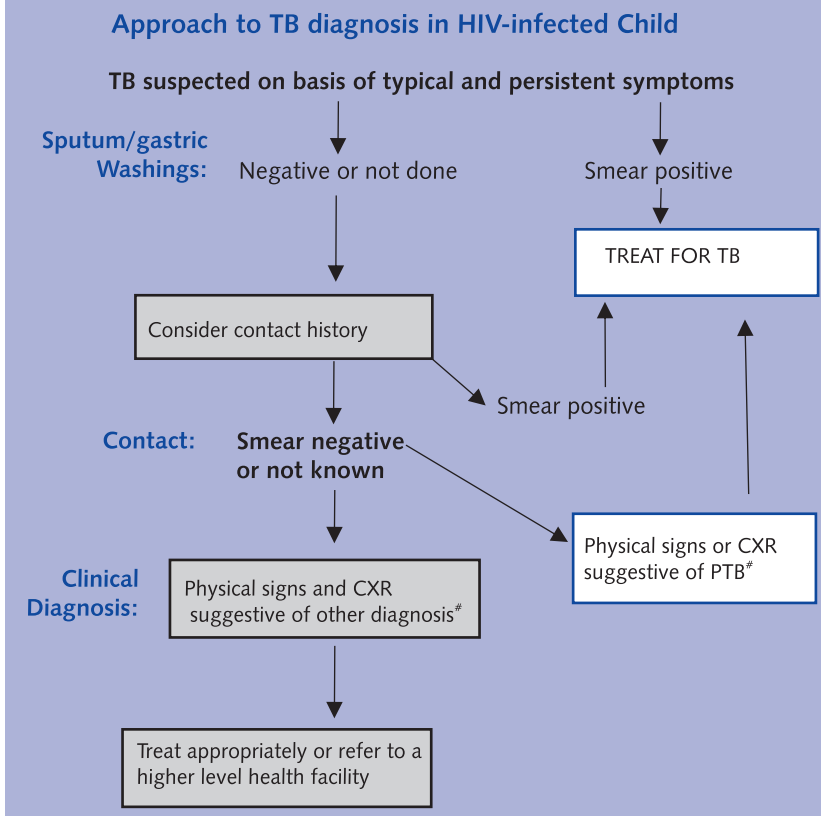 Approach to TB diagnosis in HIV-infected Child
TB suspected on basis of typical and persistent symptoms
Sputum/gastric
Washings:
Negative or not done
Smear positive
TREAT FOR TB
Consider contact history
Smear positive
Contact:
Smear negative
or not known
Physical signs or CXR
suggestive of PTB#
Clinical
Diagnosis:
Physical signs and CXR
suggestive of other diagnosis#
Treat appropriately or refer to a
higher level health facility